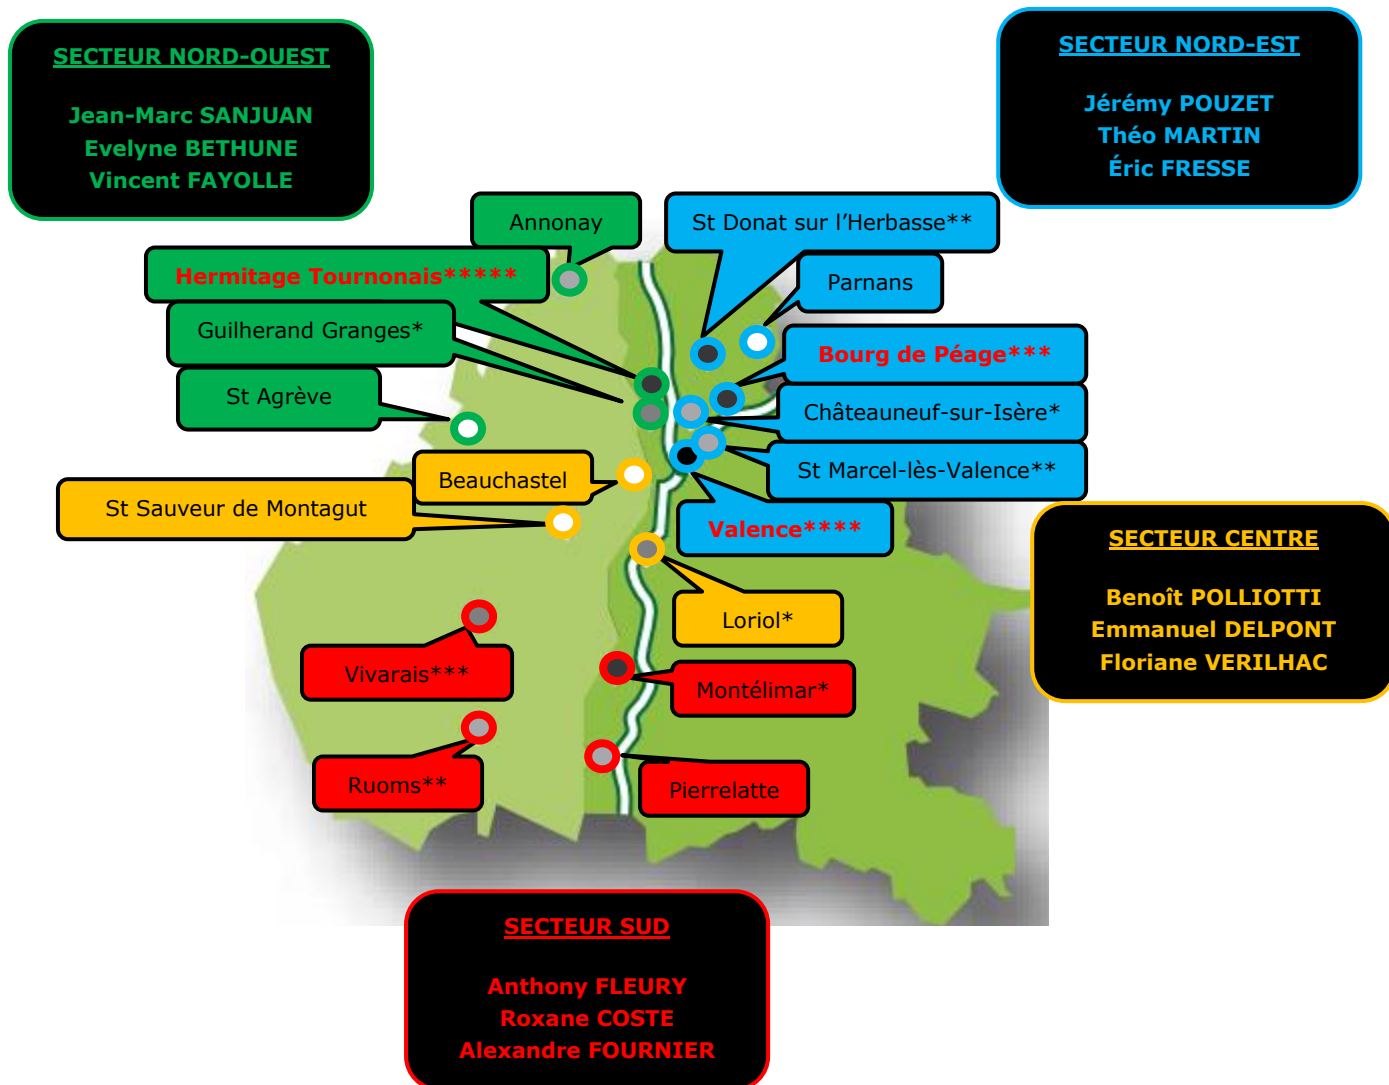 SECTEUR NORD-OUEST
Jean-Marc SANJUAN
Evelyne BETHUNE
Vincent FAYOLLE
SECTEUR NORD-EST
Jérémy POUZET
Théo MARTIN
Éric FRESSE
Annonay
Hermitage Tournonais*****
Guilherand Granges*
St Agrève
St Donat sur l'Herbasse**
Parnans
Bourg de Péage***
Châteauneuf-sur-Isère*
St Marcel-lès-Valence**
Valence****
Beauchastel
St Sauveur de Montagut
Loriol*
SECTEUR CENTRE
Benoît POLLIOTTI
Emmanuel DELPONT
Floriane VERILHAC
Vivarais***
Montélimar*
Ruoms**
Pierrelatte
SECTEUR SUD
Anthony FLEURY
Roxane COSTE
Alexandre FOURNIER